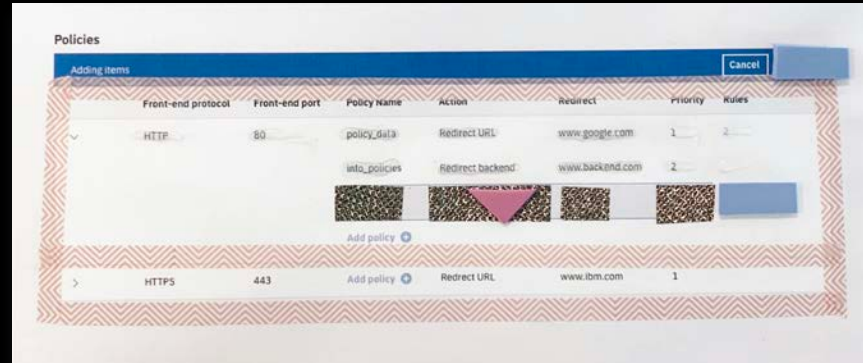 Policies
Adding items Cancel
Front-end protocol Front-end port Policy Name Action Redirect Priority Rules
HTTP 80 policy_data Redirect URL www.google.com 1 2
into_policies Redirect backend www.backend.com 2
Add policy
HTTPS 443 Add policy Redrect URL www.ibm.com 1